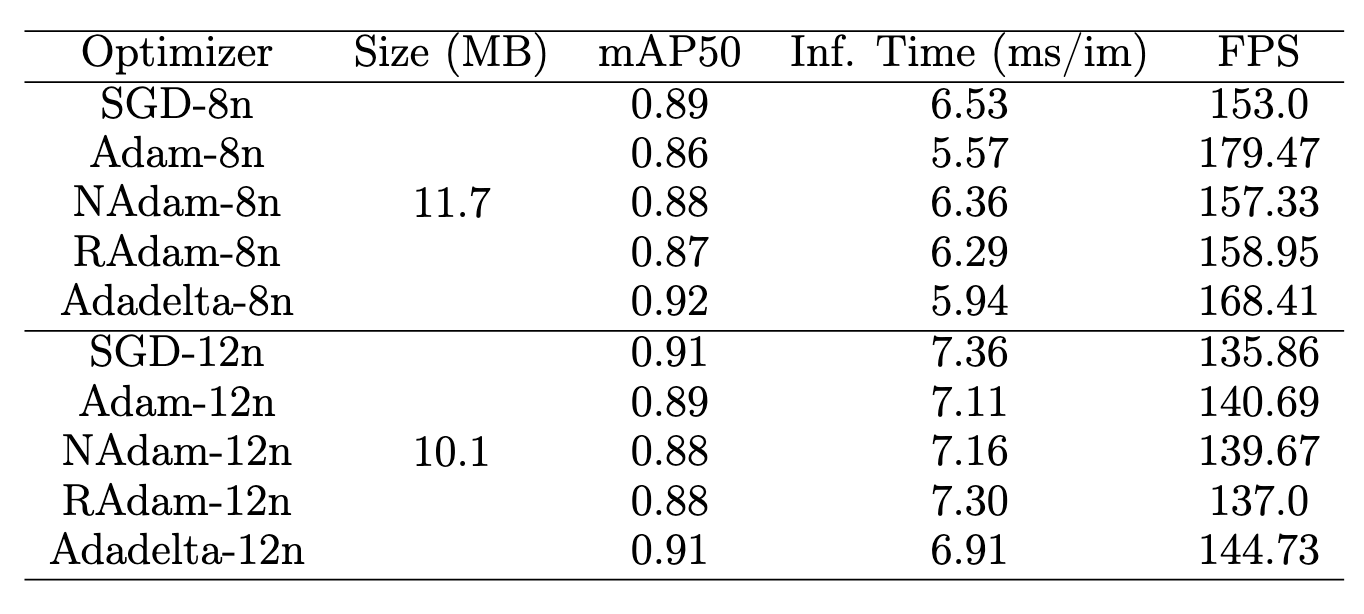 Optimizer Size (MB) mAP50 Inf. Time (ms/im) FPS
SGD-8n 0.89 6.53 153.0
Adam-8n 0.86 5.57 179.47
NAdam-8n 11.7 0.88 6.36 157.33
RAdam-8n 0.87 6.29 158.95
Adadelta-8n 0.92 5.94 168.41
SGD-12n 0.91 7.36 135.86
Adam-12n 0.89 7.11 140.69
NAdam-12n 10.1 0.88 7.16 139.67
RAdam-12n 0.88 7.30 137.0
Adadelta-12n 0.91 6.91 144.73